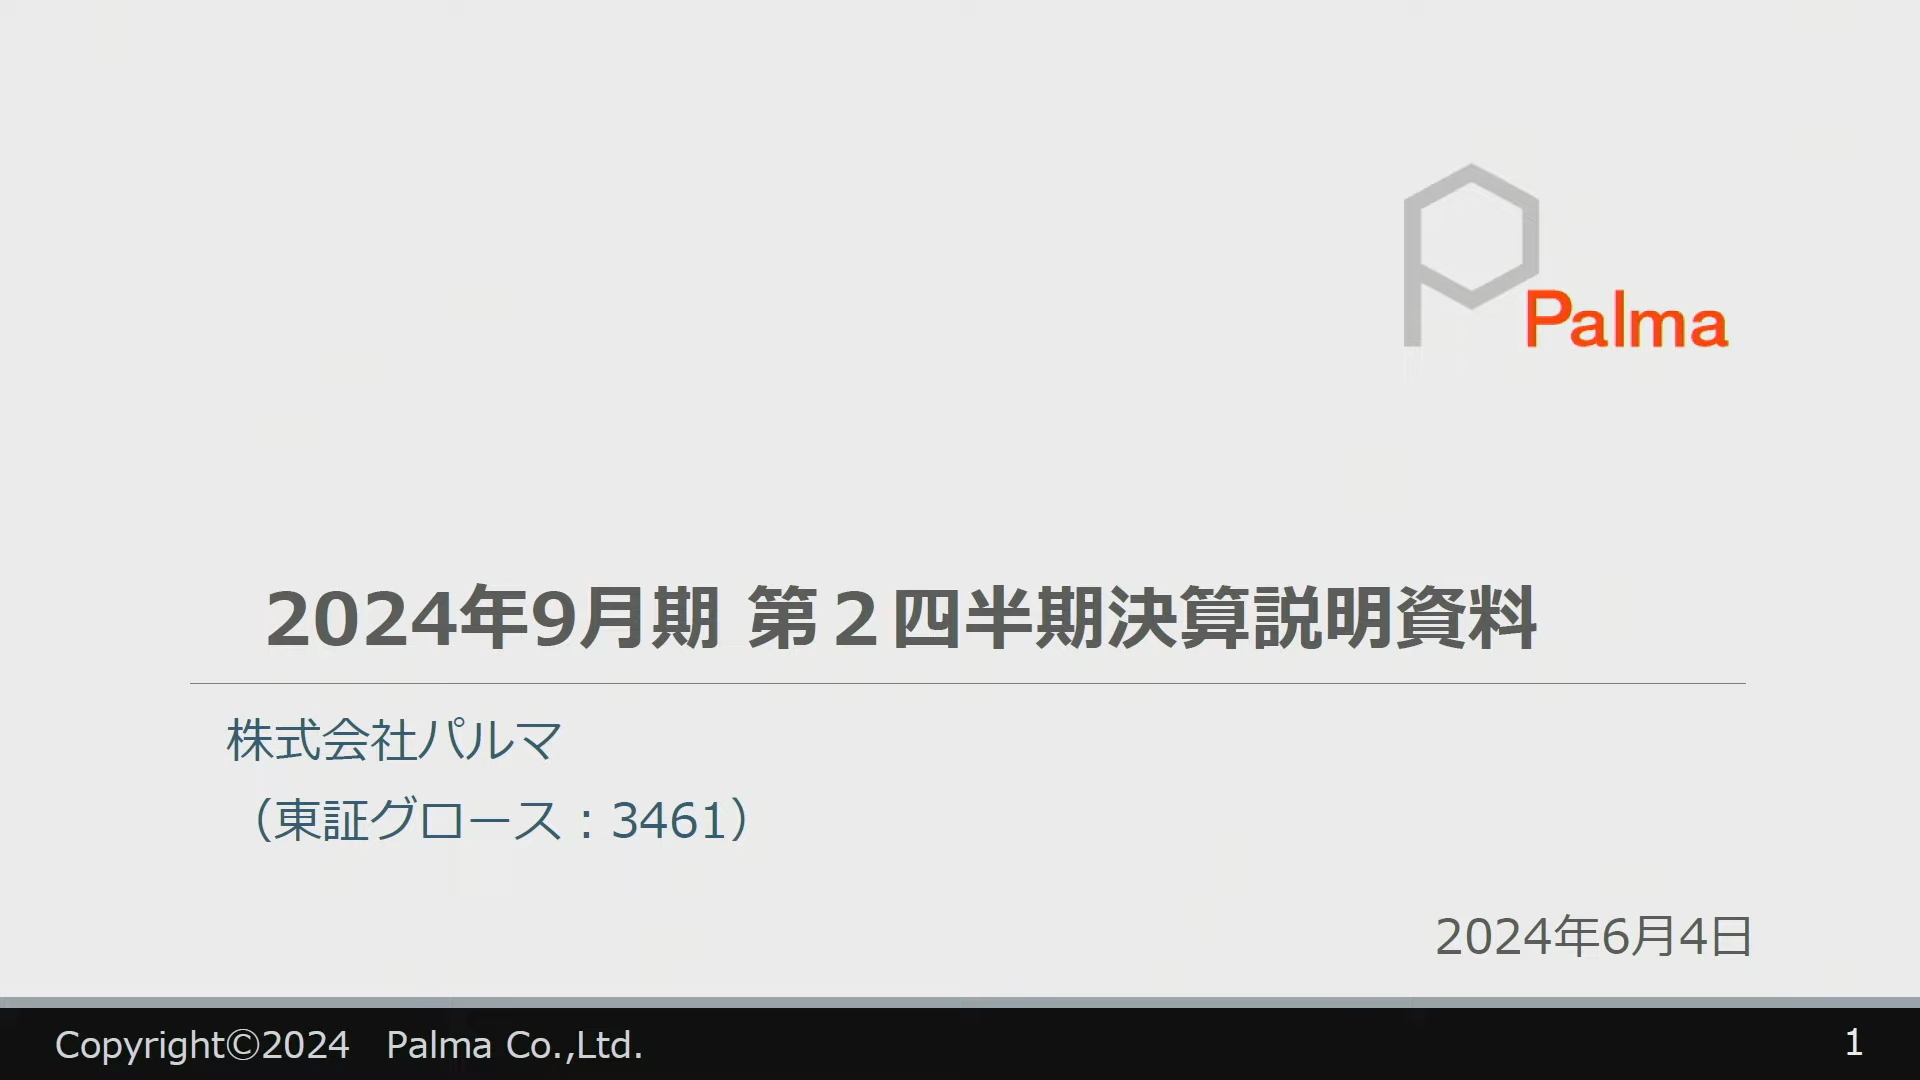 Palma
2024年9月期 第２四半期決算説明資料
株式会社パルマ
（東証グロース：3461）
2024年6月4日
Copyright©2024　Palma Co.,Ltd.
1